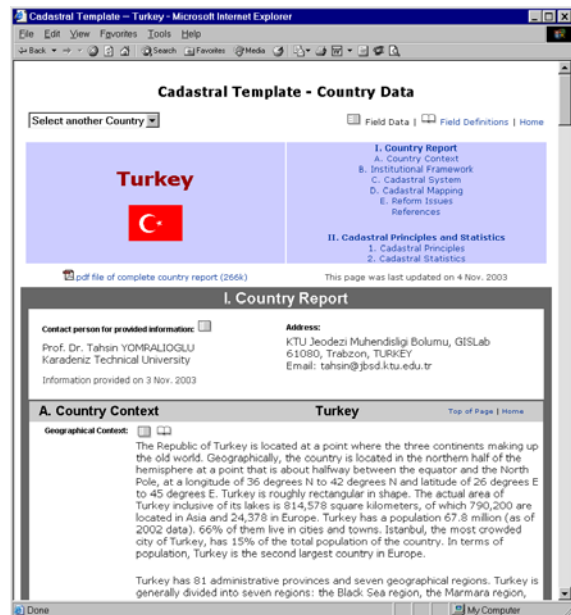 Cadastral Template -- Turkey - Microsoft Internet Explorer
File Edit View Favorites Tools Help
Back Search Favorites Media
Cadastral Template - Country Data
Select another Country
Field Data | Field Definitions | Home
Turkey
I. Country Report
A. Country Context
B. Institutional Framework
C. Cadastral System
D. Cadastral Mapping
E. Reform Issues
References
II. Cadastral Principles and Statistics
1. Cadastral Principles
2. Cadastral Statistics
.pdf file of complete country report (266k)
This page was last updated on 4 Nov. 2003
I. Country Report
Contact person for provided information:
Prof. Dr. Tahsin YOMRALIOGLU
Karadeniz Technical University
Information provided on 3 Nov. 2003
Address:
KTU Jeodezi Muhendisligi Bolumu, GISLab
61080, Trabzon, TURKEY
Email: tahsin@jbsd.ktu.edu.tr
A. Country Context Turkey Top of Page | Home
Geographical Context:
The Republic of Turkey is located at a point where the three continents making up
the old world. Geographically, the country is located in the northern half of the
hemisphere at a point that is about halfway between the equator and the North
Pole, at a longitude of 36 degrees N to 42 degrees N and latitude of 26 degrees E
to 45 degrees E. Turkey is roughly rectangular in shape. The actual area of
Turkey inclusive of its lakes is 814,578 square kilometers, of which 790,200 are
located in Asia and 24,378 in Europe. Turkey has a population 67.8 million (as of
2002 data). 66% of them live in cities and towns. Istanbul, the most crowded
city of Turkey, has 15% of the total population of the country. In terms of
population, Turkey is the second largest country in Europe.
Turkey has 81 administrative provinces and seven geographical regions. Turkey is
generally divided into seven regions: the Black Sea region, the Marmara region,
Done
My Computer